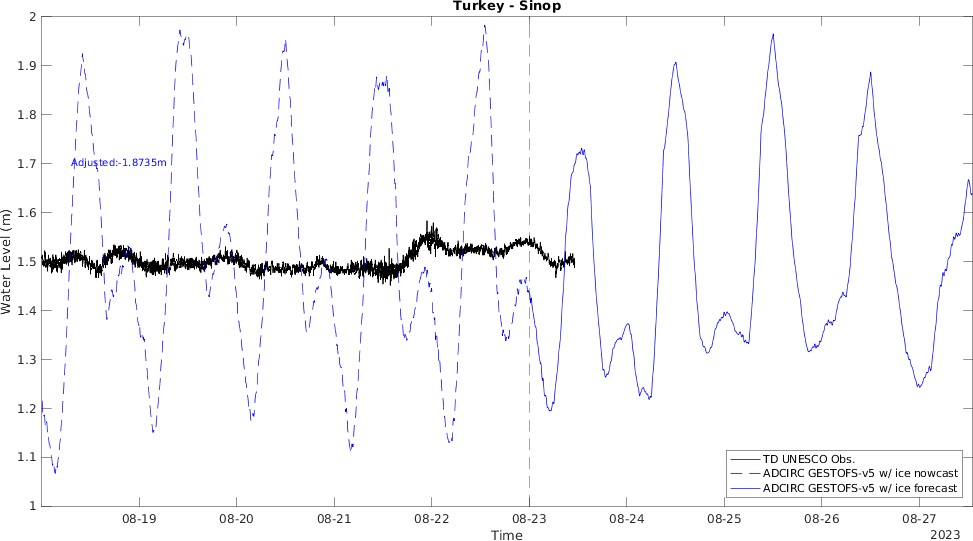 Turkey - Sinop
2
1.9
1.8
1.7
1.6
1.5
1.4
1.3
1.2
1.1
1
Water Level (m)
Adjusted:-1.8735m
TD UNESCO Obs.
ADCIRC GESTOFS-v5 w/ ice nowcast
ADCIRC GESTOFS-v5 w/ ice forecast
08-19 08-20 08-21 08-22 08-23 08-24 08-25 08-26 08-27
Time
2023